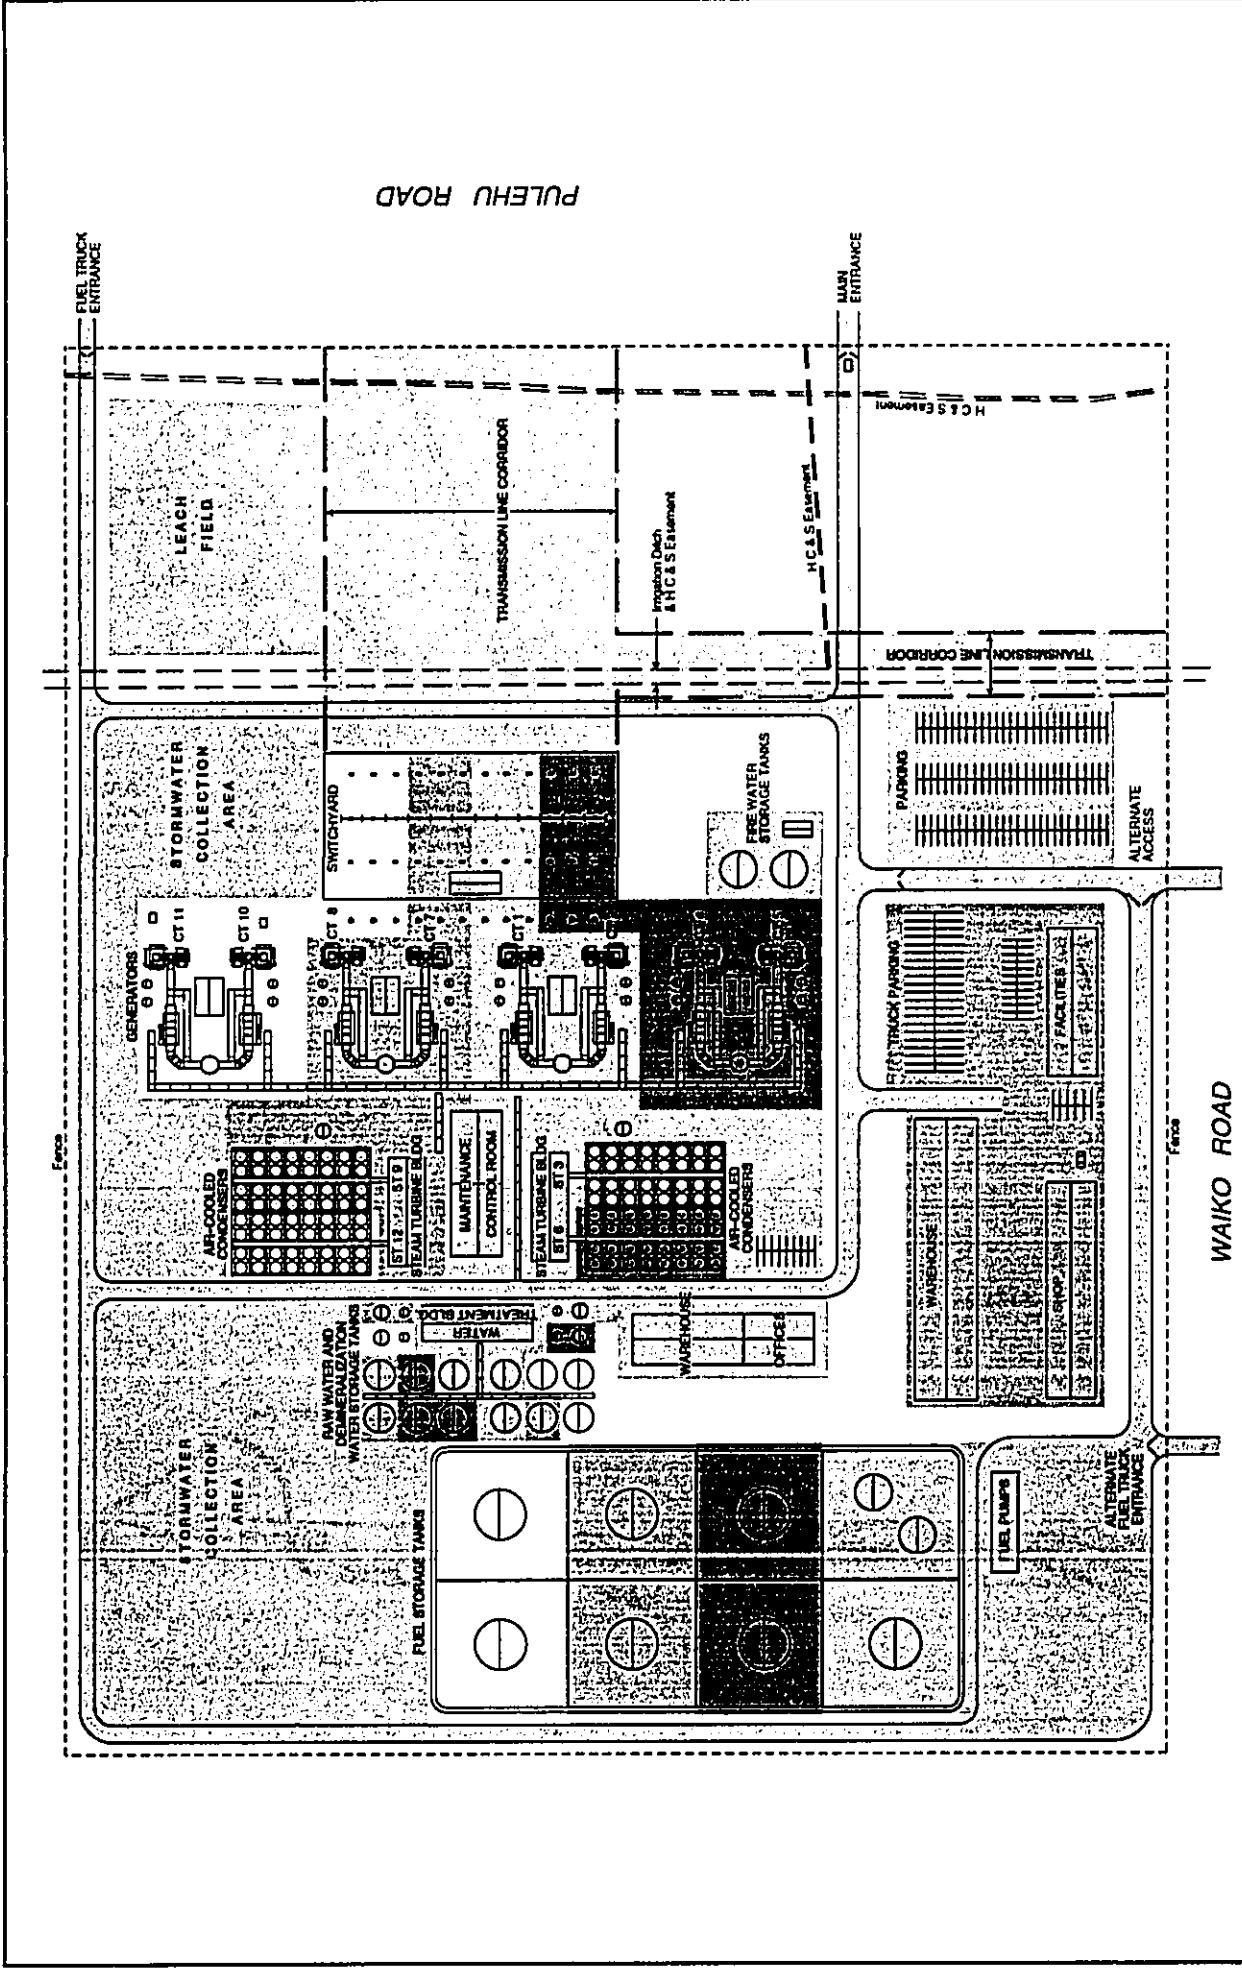 PULEHU ROAD
FUEL TRUCK
ENTRANCE
MAIN
ENTRANCE
LEACH
FIELD
TRANSMISSION LINE CORRIDOR
Irrigation Ditch
& H C & S Easement
H C & S Easement
H C & S Easement
TRANSMISSION LINE CORRIDOR
STORMWATER
COLLECTION
AREA
SWITCHYARD
FIREWATER
STORAGE TANKS
PARKING
ALTERNATE
ACCESS
GENERATORS
CT 11
CT 10
CT 8
CT 7
CT 1
TRUCK PARKING
FACILITIES
Fence
AIR-COOLED
CONDENSERS
ST 12
ST 9
STEAM TURBINE BLDG
MAINTENANCE
CONTROL ROOM
STEAM TURBINE BLDG
ST 6
ST 3
AIR-COOLED
CONDENSERS
WAREHOUSE
SHOP
Fence
WAIKO ROAD
STORMWATER
COLLECTION
AREA
RAW WATER AND
DEMINERALIZATION
WATER STORAGE TANKS
WATER
TREATMENT BLDG.
WAREHOUSE
OFFICES
FUEL STORAGE TANKS
FUEL PUMPS
ALTERNATE
FUEL TRUCK
ENTRANCE